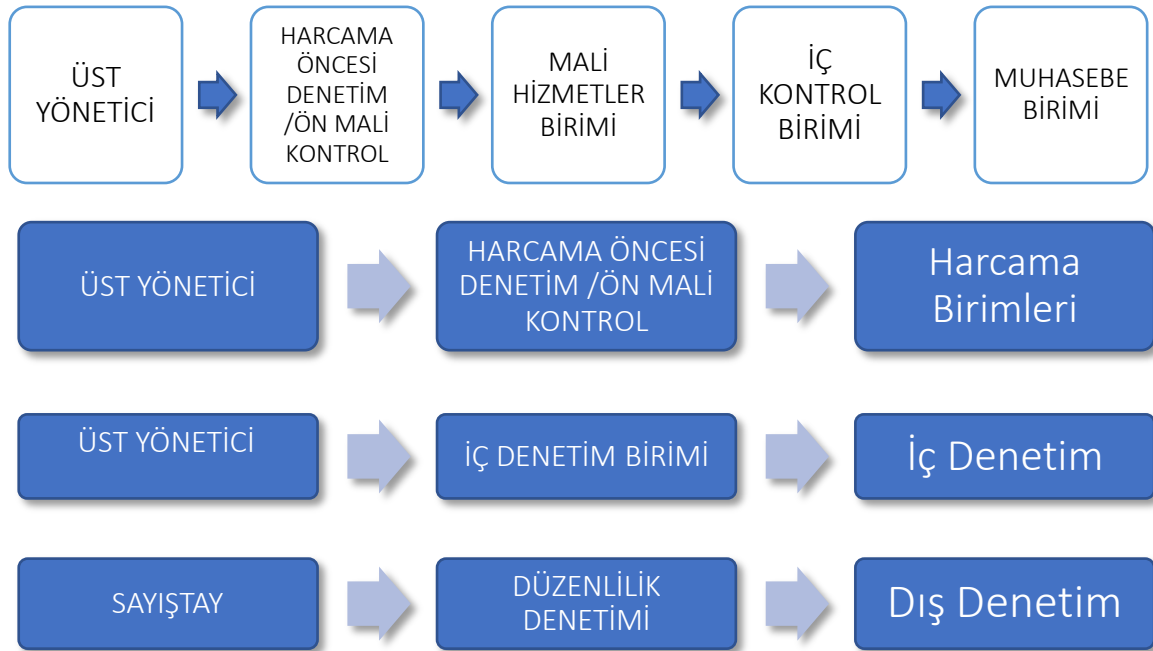 ÜST
YÖNETİCİ
HARCAMA
ÖNCESİ
DENETİM
/ÖN MALİ
KONTROL
MALİ
HİZMETLER
BİRİMİ
İÇ
KONTROL
BİRİMİ
MUHASEBE
BİRİMİ
ÜST YÖNETİCİ
HARCAMA ÖNCESİ
DENETİM /ÖN MALİ
KONTROL
Harcama
Birimleri
ÜST YÖNETİCİ
İÇ DENETİM BİRİMİ
İç Denetim
SAYIŞTAY
DÜZENLİLİK
DENETİMİ
Dış Denetim